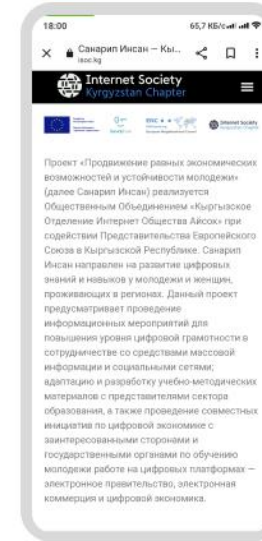 18:00
65,7 КБ/с
Санарип Инсан — Кы...
isoc.kg
Internet Society
Kyrgyzstan Chapter
Internet Society
Проект «Продвижение равных экономических
возможностей и устойчивости молодежи»
(далее Санарип Инсан) реализуется
Общественным Объединением «Кыргызское
Отделение Интернет Общества Айсок» при
содействии Представительства Европейского
Союза в Кыргызской Республике. Санарип
Инсан направлен на развитие цифровых
знаний и навыков у молодежи и женщин,
проживающих в регионах. Данный проект
предусматривает проведение
информационных мероприятий для
повышения уровня цифровой грамотности в
сотрудничестве со средствами массовой
информации и социальными сетями;
адаптацию и разработку учебно-методических
материалов с представителями сектора
образования, а также проведение совместных
инициатив по цифровой экономике с
заинтересованными сторонами и
государственными органами по обучению
молодежи работе на цифровых платформах —
электронное правительство, электронная
коммерция и цифровой экономика.